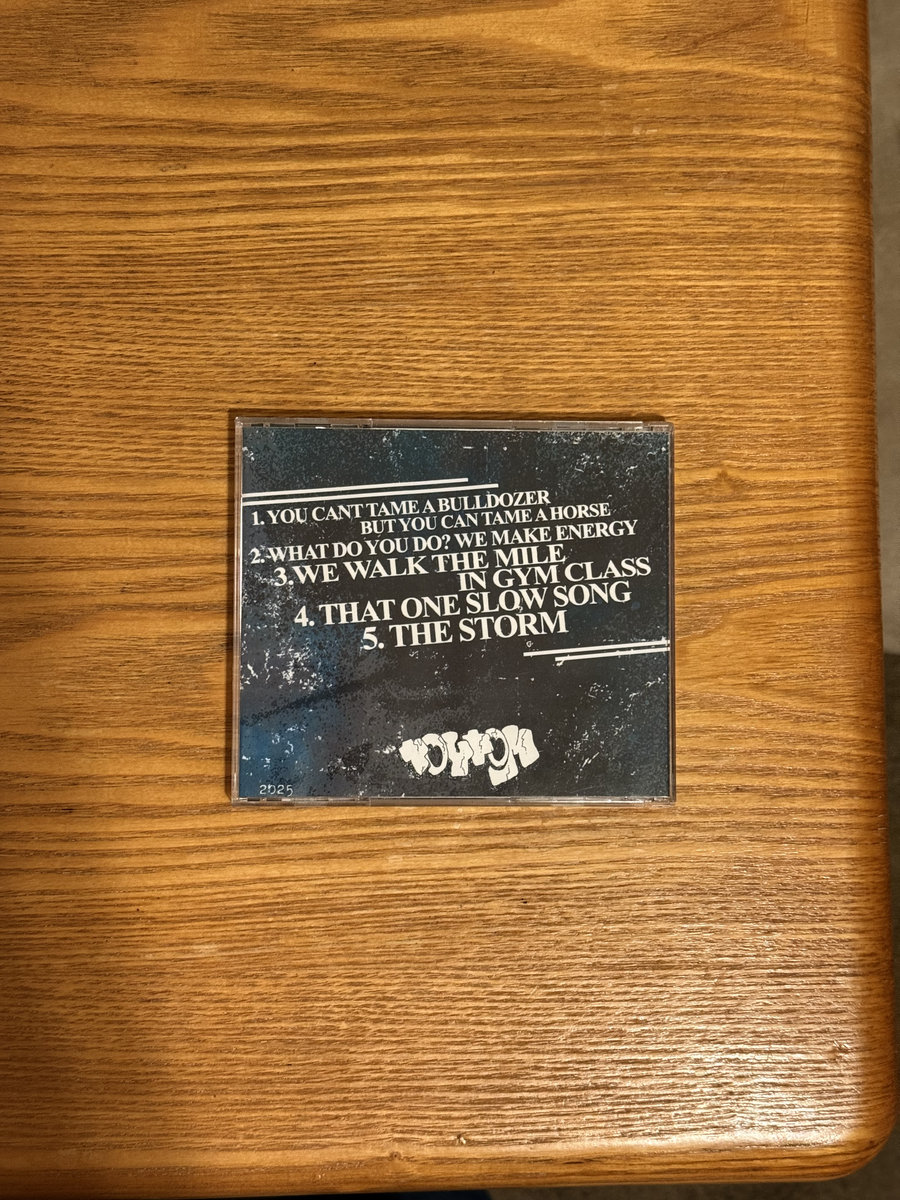 1. YOU CANT TAME A BULLDOZER
BUT YOU CAN TAME A HORSE
2. WHAT DO YOU DO? WE MAKE ENERGY
3. WE WALK THE MILE
IN GYM CLASS
4. THAT ONE SLOW SONG
5. THE STORM
2025